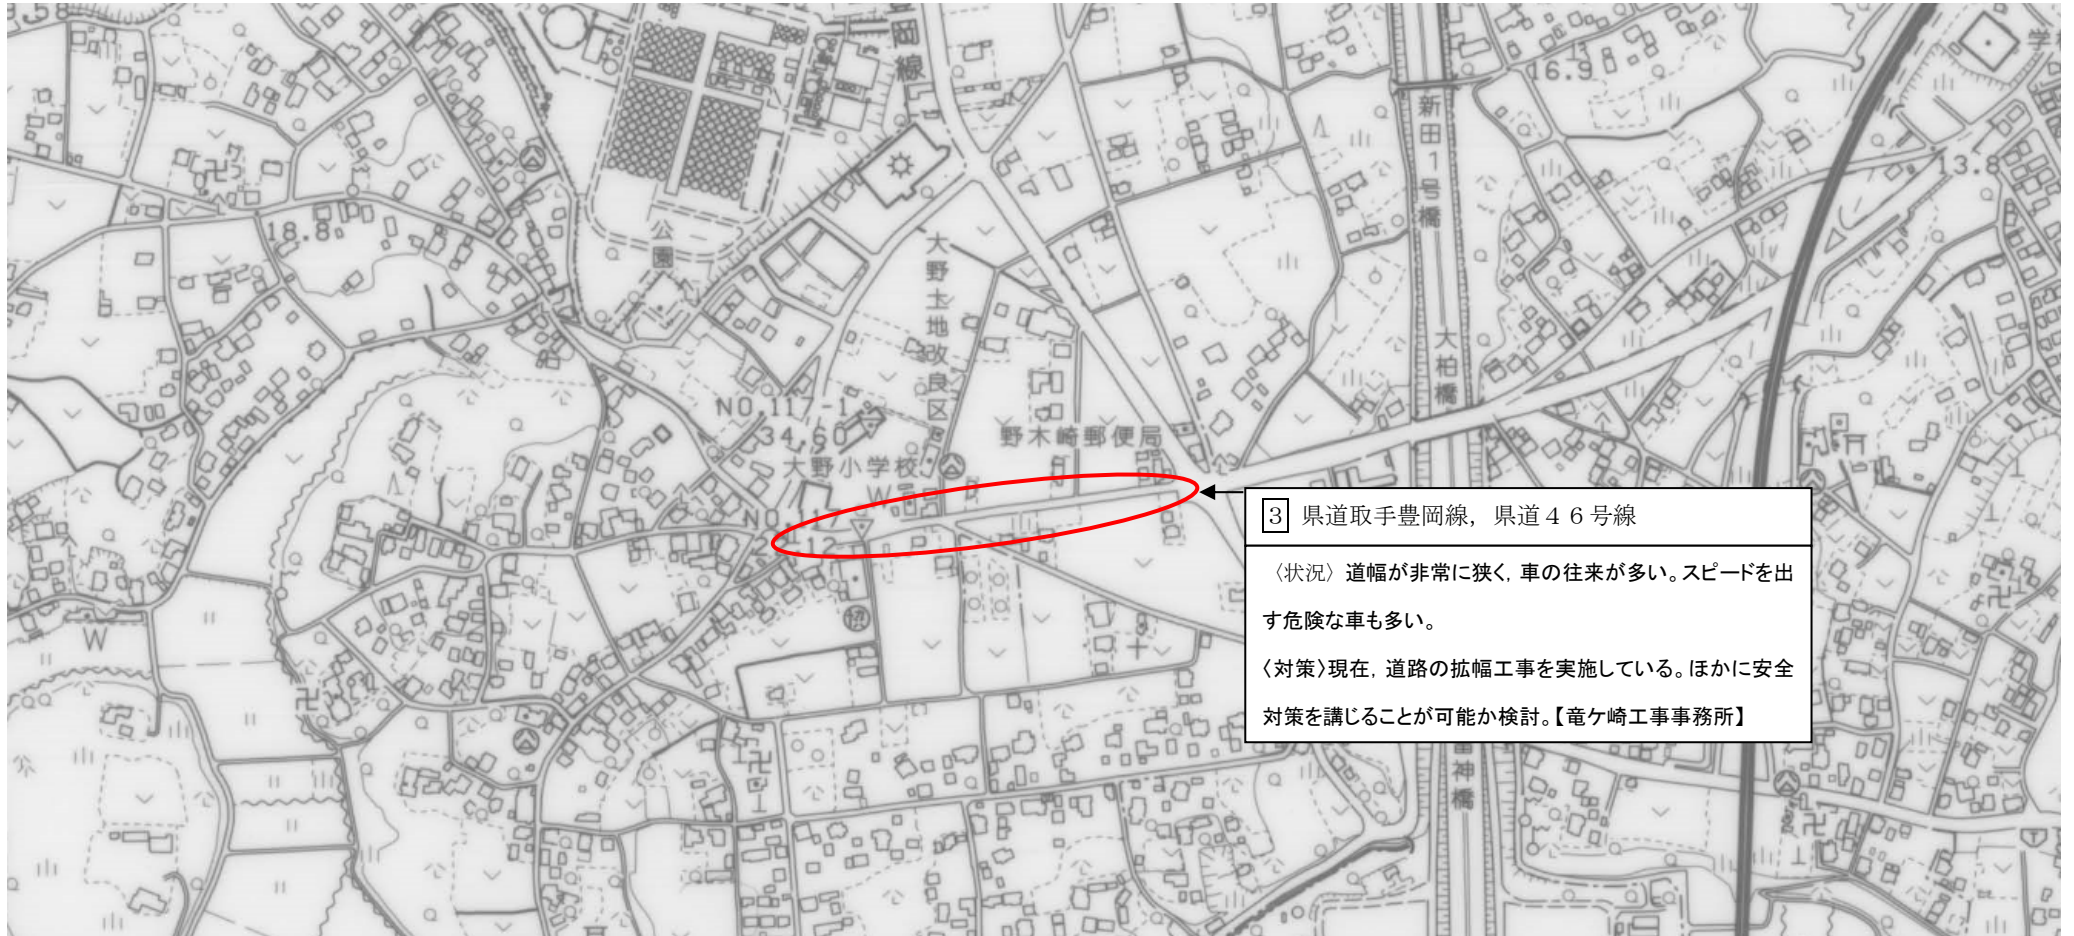 岡線
学
16.9
新田1号橋
13.8
18.8
公園
大野土地改良区
大柏橋
NO.117-1
34.60
野木崎郵便局
大野小学校
W
NO.117
3 県道取手豊岡線,県道46号線
〈状況〉道幅が非常に狭く,車の往来が多い。スピードを出
す危険な車も多い。
〈対策〉現在,道路の拡幅工事を実施している。ほかに安全
対策を講じることが可能か検討。【竜ケ崎工事事務所】
協
W
神橋